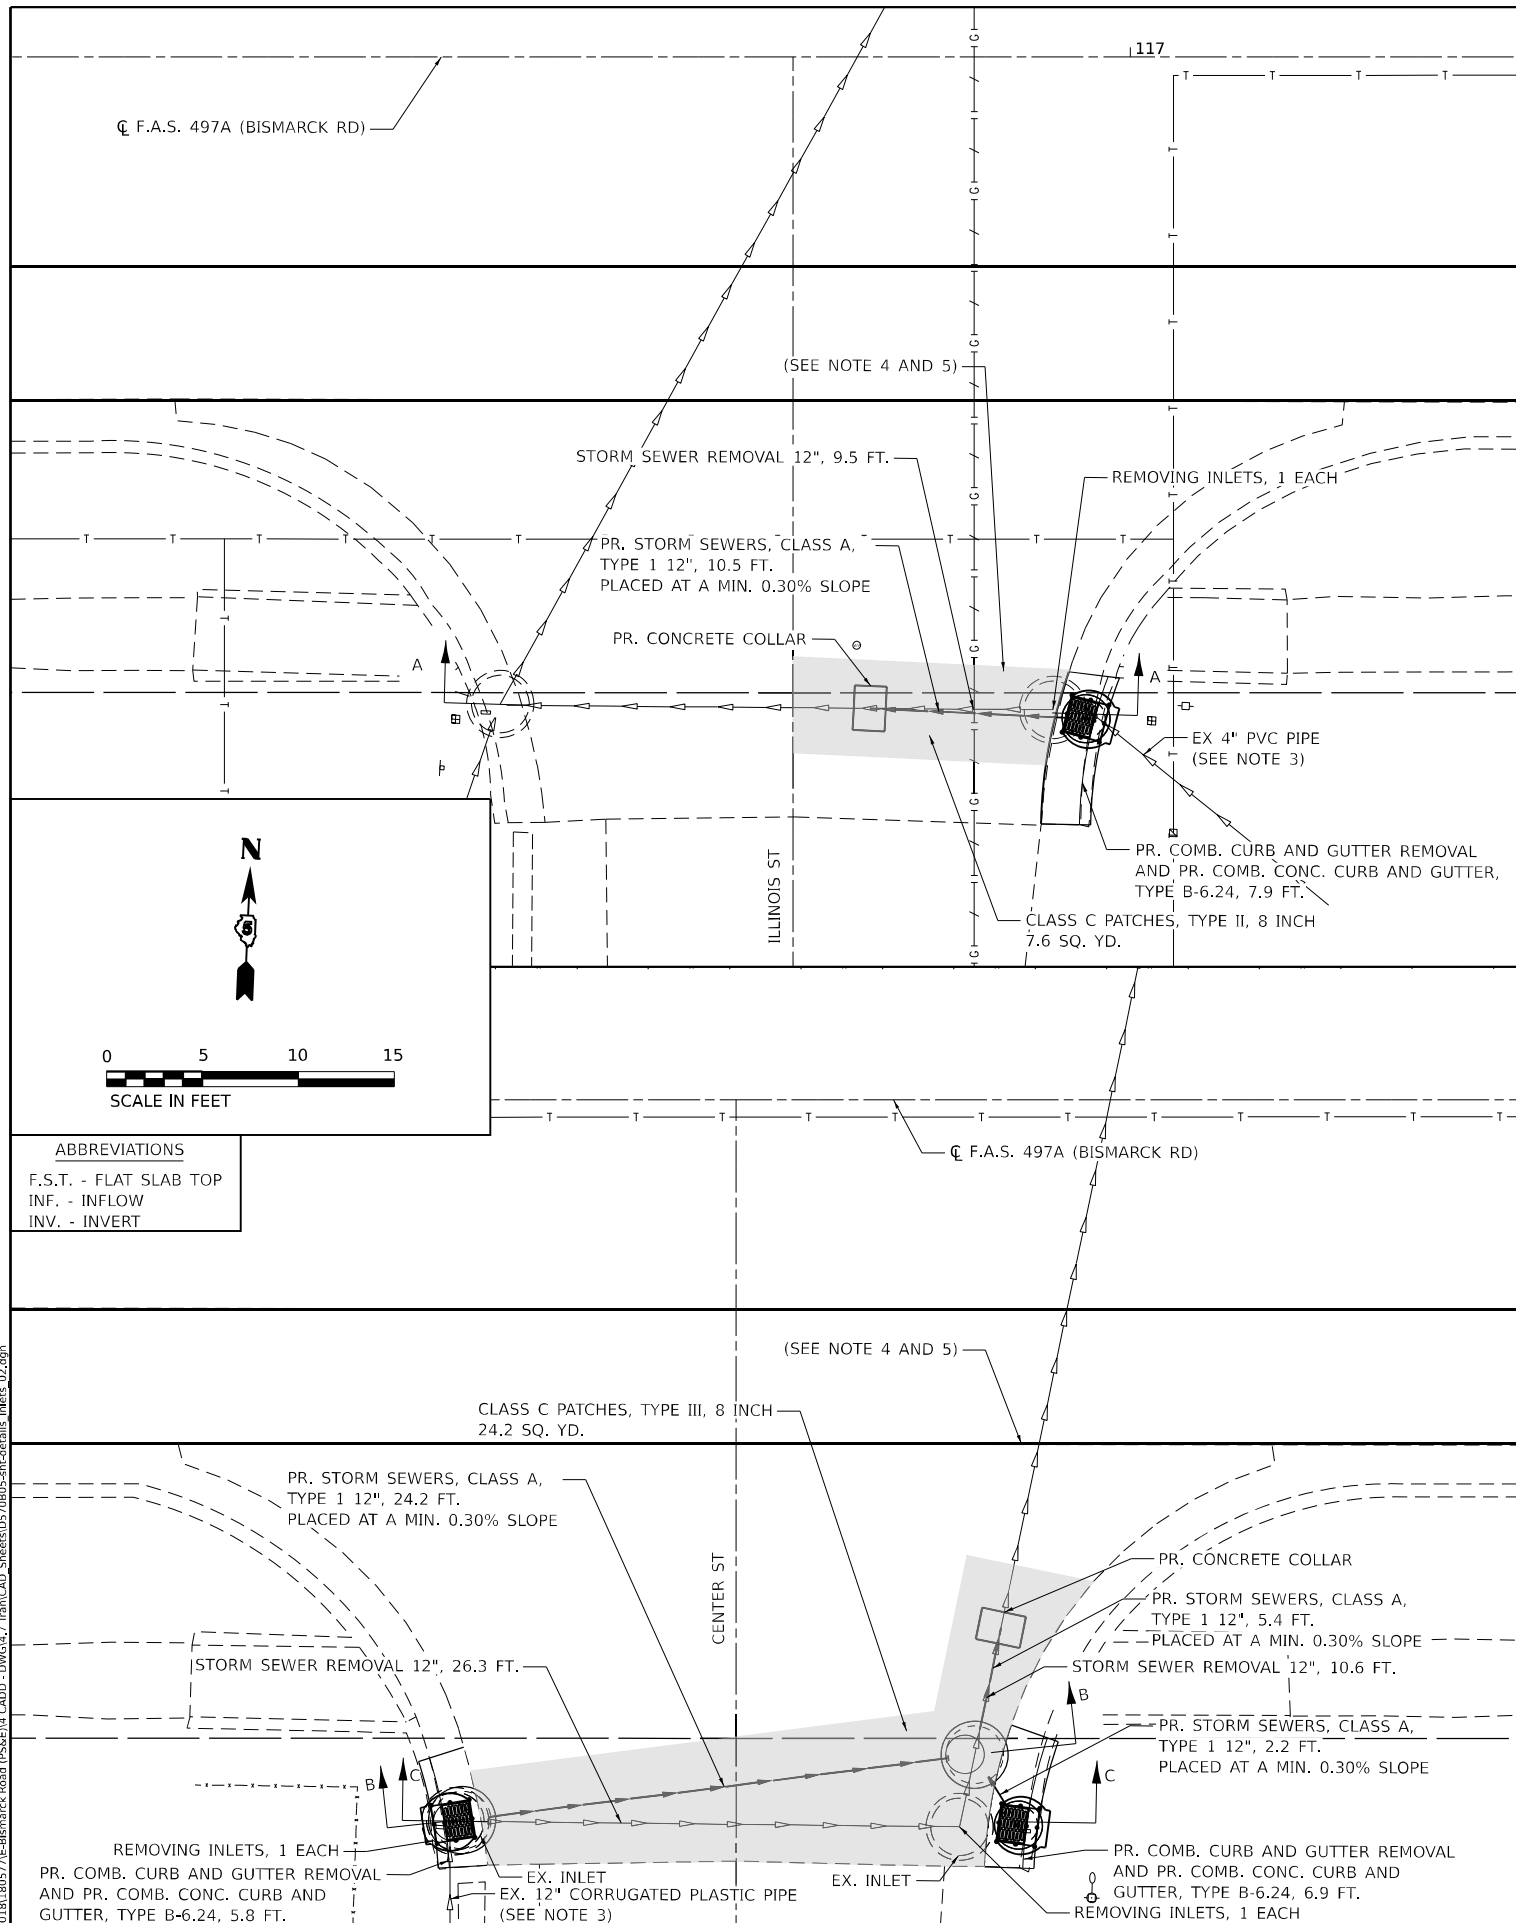 117
℄ F.A.S. 497A (BISMARCK RD)
(SEE NOTE 4 AND 5)
STORM SEWER REMOVAL 12", 9.5 FT.
REMOVING INLETS, 1 EACH
PR. STORM SEWERS, CLASS A,
TYPE 1 12", 10.5 FT.
PLACED AT A MIN. 0.30% SLOPE
PR. CONCRETE COLLAR
A
A
EX 4" PVC PIPE
(SEE NOTE 3)
PR. COMB. CURB AND GUTTER REMOVAL
AND PR. COMB. CONC. CURB AND GUTTER,
TYPE B-6.24, 7.9 FT.
CLASS C PATCHES, TYPE II, 8 INCH
7.6 SQ. YD.
ILLINOIS ST
N
5
0 5 10 15
SCALE IN FEET
ABBREVIATIONS
F.S.T. - FLAT SLAB TOP
INF. - INFLOW
INV. - INVERT
℄ F.A.S. 497A (BISMARCK RD)
(SEE NOTE 4 AND 5)
CLASS C PATCHES, TYPE III, 8 INCH
24.2 SQ. YD.
PR. STORM SEWERS, CLASS A,
TYPE 1 12", 24.2 FT.
PLACED AT A MIN. 0.30% SLOPE
CENTER ST
PR. CONCRETE COLLAR
PR. STORM SEWERS, CLASS A,
TYPE 1 12", 5.4 FT.
PLACED AT A MIN. 0.30% SLOPE
STORM SEWER REMOVAL 12", 26.3 FT.
STORM SEWER REMOVAL 12", 10.6 FT.
B
PR. STORM SEWERS, CLASS A,
TYPE 1 12", 2.2 FT.
PLACED AT A MIN. 0.30% SLOPE
B
C
C
REMOVING INLETS, 1 EACH
PR. COMB. CURB AND GUTTER REMOVAL
AND PR. COMB. CONC. CURB AND
GUTTER, TYPE B-6.24, 5.8 FT.
EX. INLET
EX. 12" CORRUGATED PLASTIC PIPE
(SEE NOTE 3)
EX. INLET
PR. COMB. CURB AND GUTTER REMOVAL
AND PR. COMB. CONC. CURB AND
GUTTER, TYPE B-6.24, 6.9 FT.
REMOVING INLETS, 1 EACH